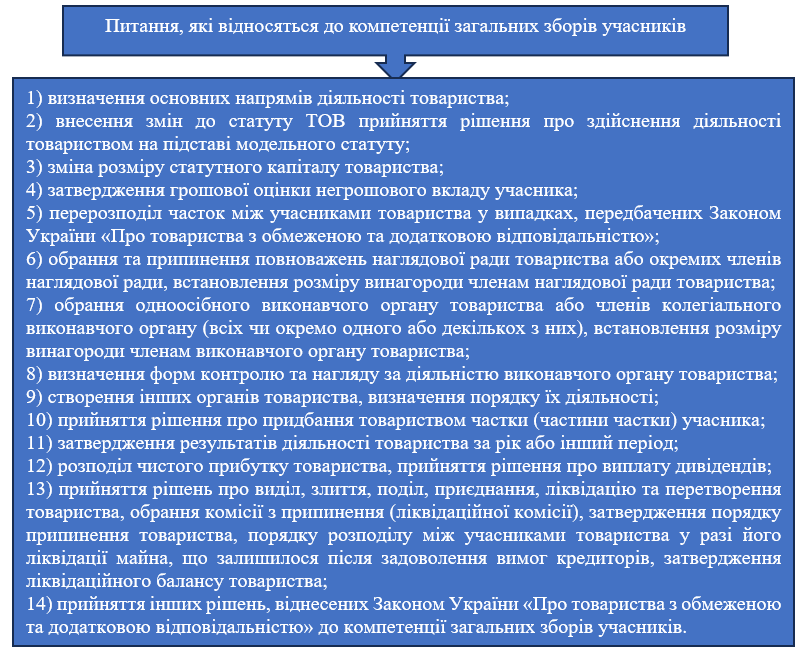 Питання, які відносяться до компетенції загальних зборів учасників
1) визначення основних напрямів діяльності товариства;
2) внесення змін до статуту ТОВ прийняття рішення про здійснення діяльності
товариством на підставі модельного статуту;
3) зміна розміру статутного капіталу товариства;
4) затвердження грошової оцінки негрошового вкладу учасника;
5) перерозподіл часток між учасниками товариства у випадках, передбачених Законом
України «Про товариства з обмеженою та додатковою відповідальністю»;
6) обрання та припинення повноважень наглядової ради товариства або окремих членів
наглядової ради, встановлення розміру винагороди членам наглядової ради товариства;
7) обрання одноосібного виконавчого органу товариства або членів колегіального
виконавчого органу (всіх чи окремо одного або декількох з них), встановлення розміру
винагороди членам виконавчого органу товариства;
8) визначення форм контролю та нагляду за діяльністю виконавчого органу товариства;
9) створення інших органів товариства, визначення порядку їх діяльності;
10) прийняття рішення про придбання товариством частки (частини частки) учасника;
11) затвердження результатів діяльності товариства за рік або інший період;
12) розподіл чистого прибутку товариства, прийняття рішення про виплату дивідендів;
13) прийняття рішень про виділ, злиття, поділ, приєднання, ліквідацію та перетворення
товариства, обрання комісії з припинення (ліквідаційної комісії), затвердження порядку
припинення товариства, порядку розподілу між учасниками товариства у разі його
ліквідації майна, що залишилося після задоволення вимог кредиторів, затвердження
ліквідаційного балансу товариства;
14) прийняття інших рішень, віднесених Законом України «Про товариства з обмеженою
та додатковою відповідальністю» до компетенції загальних зборів учасників.